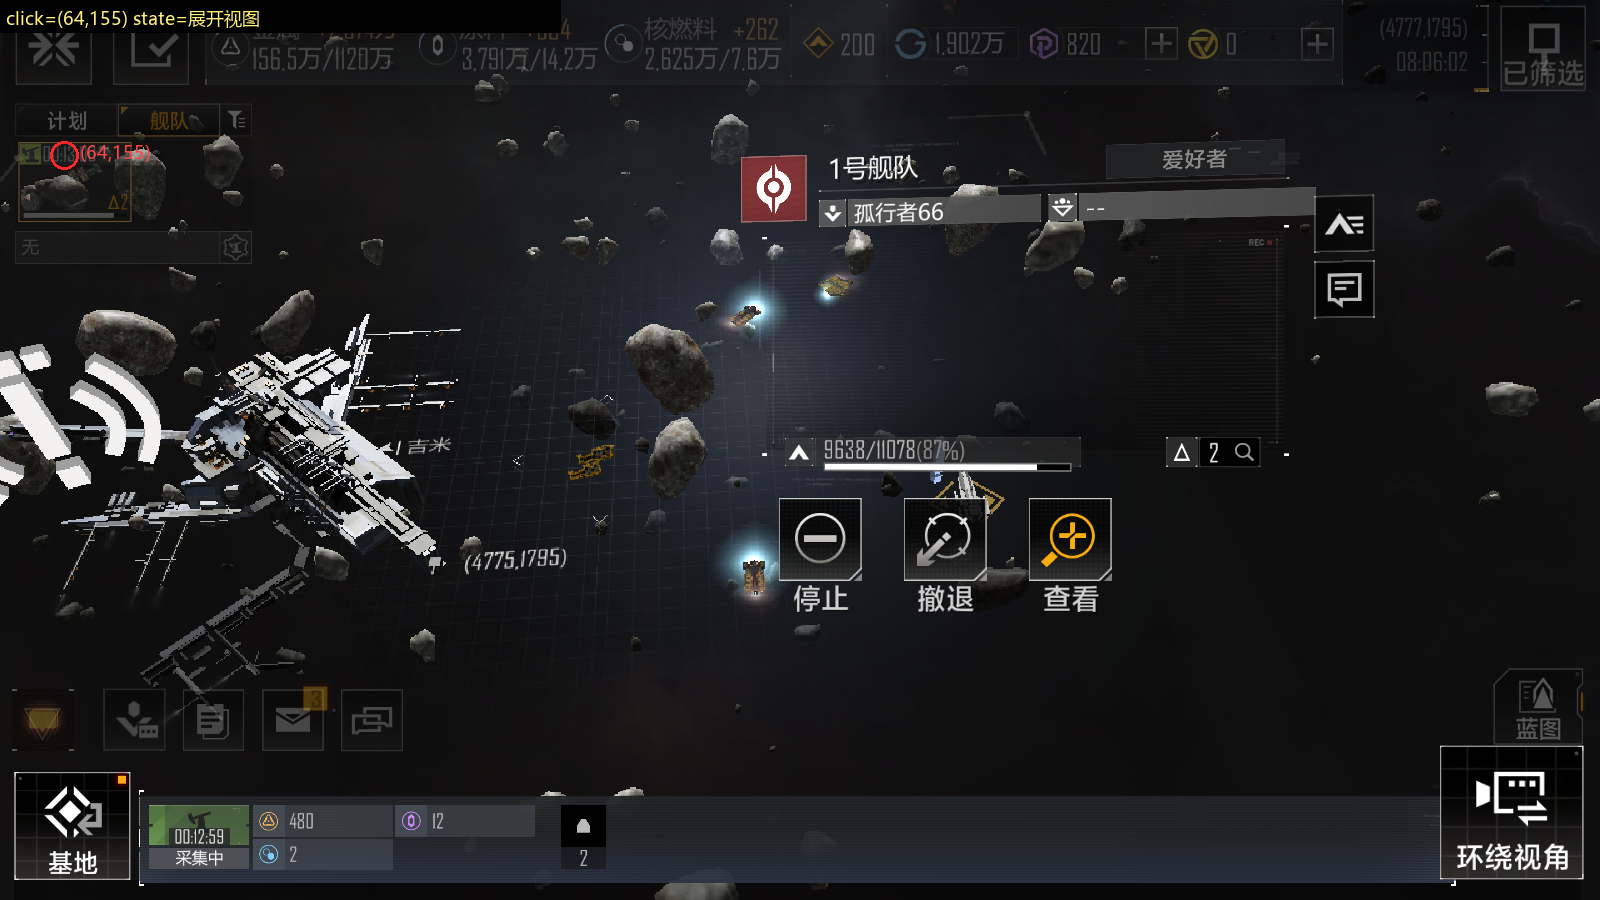 click=(64,155) state=展开视图
核燃料 +262
156.5万/1120万
3.791万/14.2万
2.625万/7.6万
200
1.902万
820
0
(4777,1795)
08:06:02
已筛选
计划
舰队
(64,155)
2
无
1号舰队
爱好者
孤行者66
--
REC
吉米
9638/11078(87%)
2
(4775,1795)
停止
撤退
查看
3
蓝图
基地
00:12:59
采集中
480
12
2
2
环绕视角